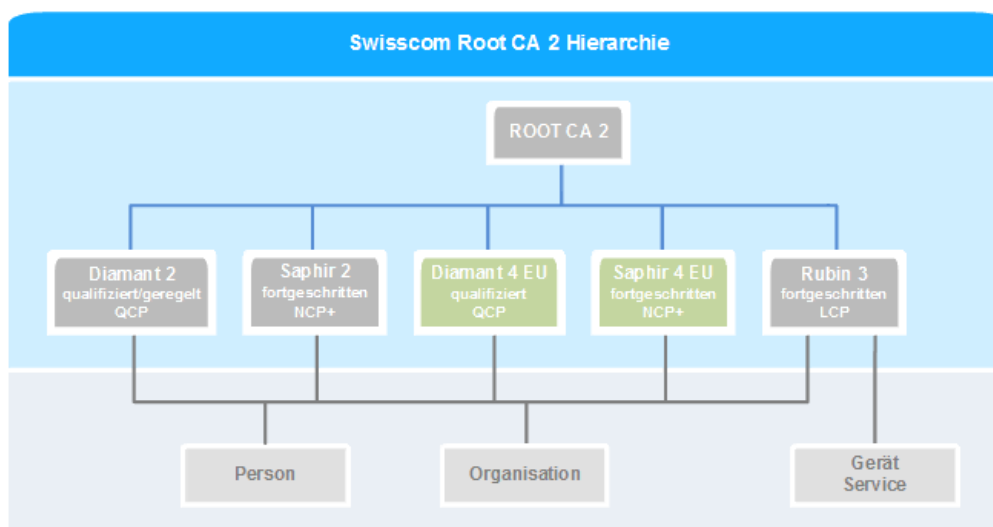 Swisscom Root CA 2 Hierarchie
ROOT CA 2
Diamant 2
qualifiziert/geregelt
QCP
Saphir 2
fortgeschritten
NCP+
Diamant 4 EU
qualifiziert
QCP
Saphir 4 EU
fortgeschritten
NCP+
Rubin 3
fortgeschritten
LCP
Person
Organisation
Gerät
Service